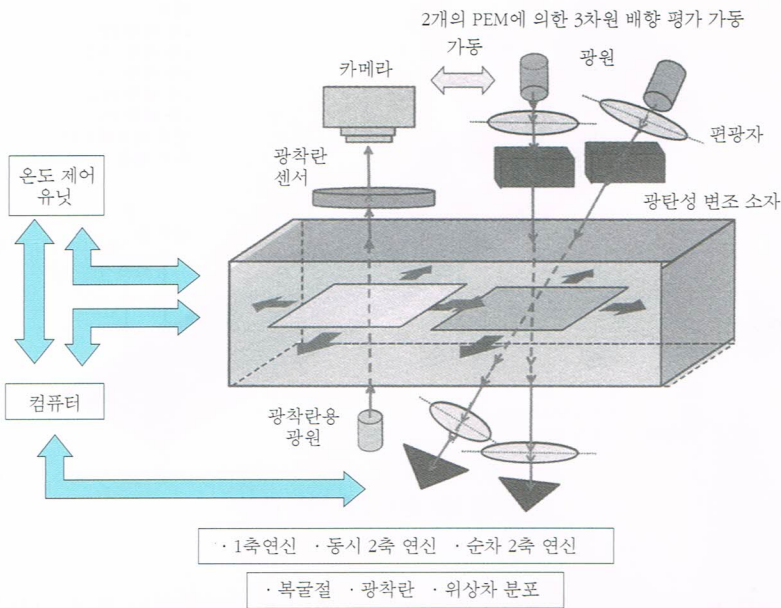 2개의 PEM에 의한 3차원 배향 평가 가동
가동
광원
카메라
편광자
광착란
센서
온도 제어
유닛
광탄성 변조 소자
컴퓨터
광착란용
광원
· 1축연신 · 동시 2축 연신 · 순차 2축 연신
· 복굴절 · 광착란 · 위상차 분포